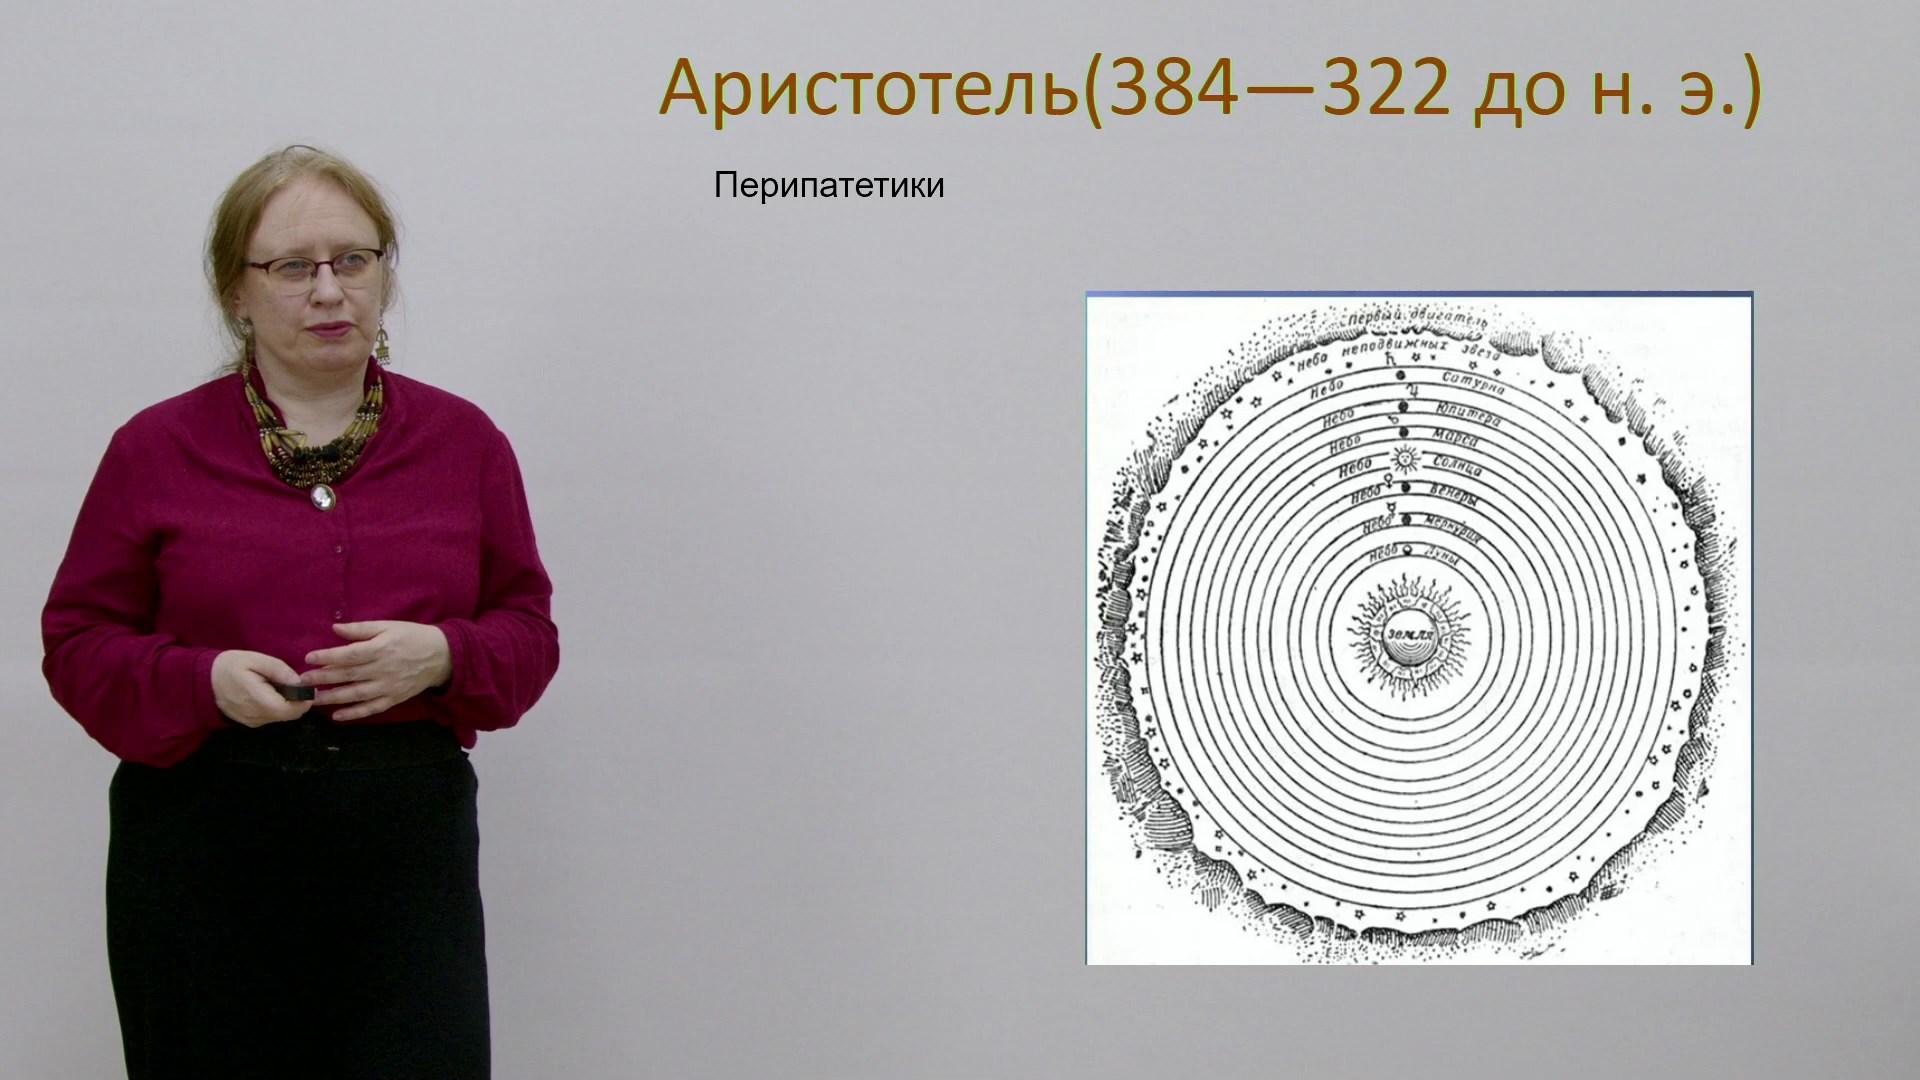 Аристотель(384—322 до н. э.)
Перипатетики
Первый двигатель
Небо неподвижных звезд
Небо Сатурна
Небо Юпитера
Небо Марса
Небо Солнца
Небо Венеры
Небо Меркурия
Небо Луны
Земля